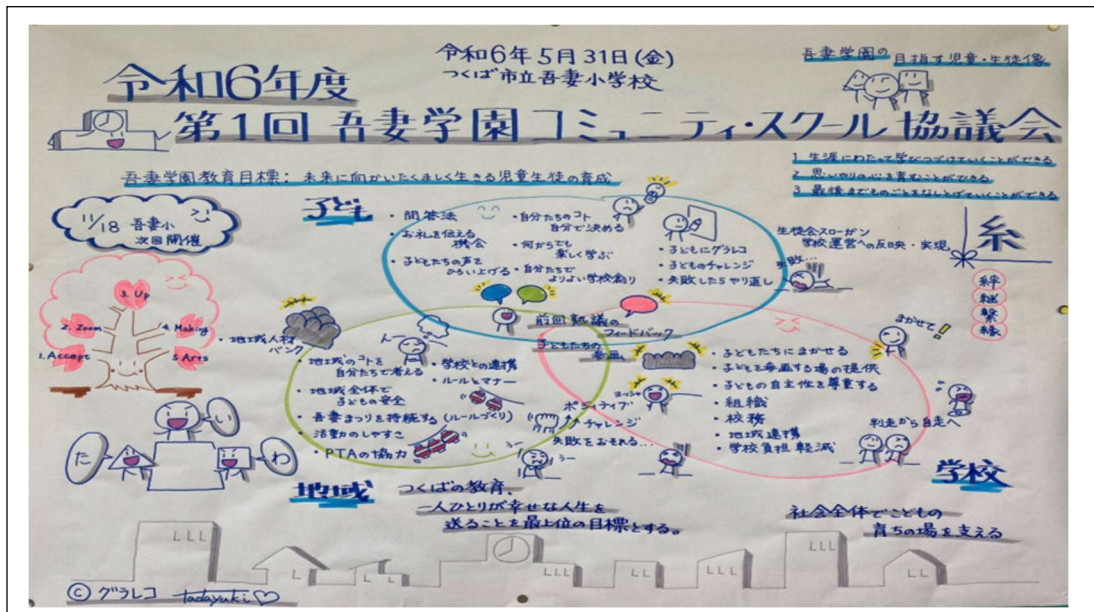 令和6年5月31日(金)
つくば市立吾妻小学校
吾妻学園の目指す児童・生徒像
令和6年度
第1回 吾妻学園コミュニティ・スクール協議会
1 生涯にわたって学びつづけていくことができる
2 思いやりの心を育むことができる
3 最後までものごとをなしとげていくことができる
吾妻学園教育目標: 未来に向かいたくましく生きる児童生徒の育成
11/18 吾妻小
次回開催
子ども
・問答法
・お礼を伝える
機会
・子どもたちの声を
ひろい上げる
・自分たちのコト
自分で決める
・何からでも
楽しく学ぶ
・自分たちで
よりよい学校創り
・子どもにグラレコ
・子どものチャレンジ
・失敗したらやり直し
生徒会スローガン
学校運営への反映・実現
失敗...
糸
絆
継
繋
縁
3. Up
2. Zoom
4. Making
1. Accept
5. Arts
・地域人材
バンク
前回熟議の
フィードバック
子どもたちの
参画
まかせて!
・地域のコトを
自分たちで考える
・地域全体で
子どもの安全
・吾妻まつりを持続する
・活動のしやすさ
・PTAの協力
・学校との連携
・ルールとマナー
(ルールづくり)
ポジティブ
チャレンジ
失敗をおそれる...
うー
・子どもたちにまかせる
・子どもを参画する場の提供
・子どもの自主性を尊重する
・組織
・校務
・地域連携
・学校負担軽減
伴走から自走へ
た
い
わ
地域
学校
つくばの教育、
一人ひとりが幸せな人生を
送ることを最上位の目標とする。
社会全体でこどもの
育ちの場を支える
© グラレコ tadayuki